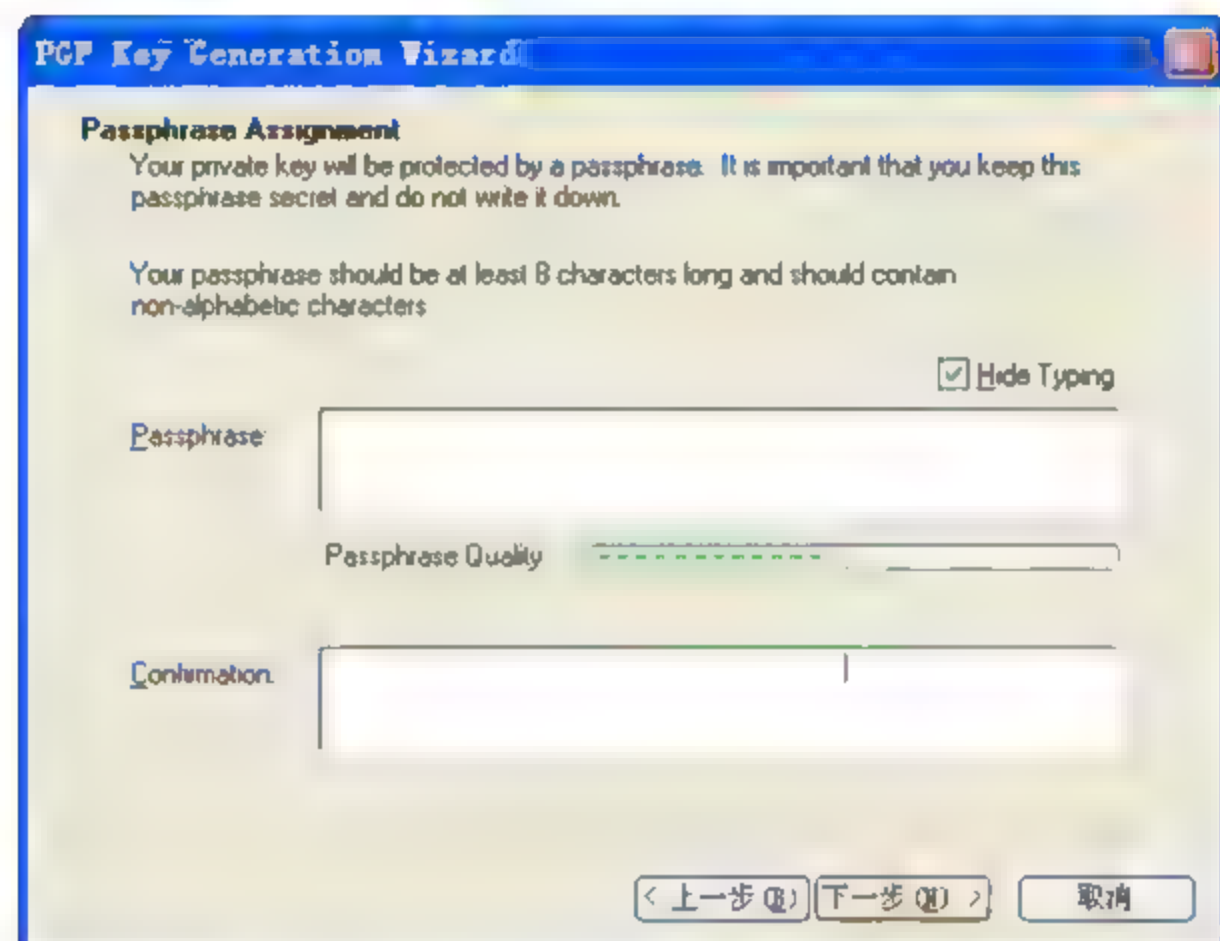 PGP Key Generation Wizard
Passphrase Assignment
Your private key will be protected by a passphrase. It is important that you keep this
passphrase secret and do not write it down.
Your passphrase should be at least 8 characters long and should contain
non-alphabetic characters
Hide Typing
Passphrase
Passphrase Quality
Confirmation
< 上一步(B) 下一步(N) > 取消